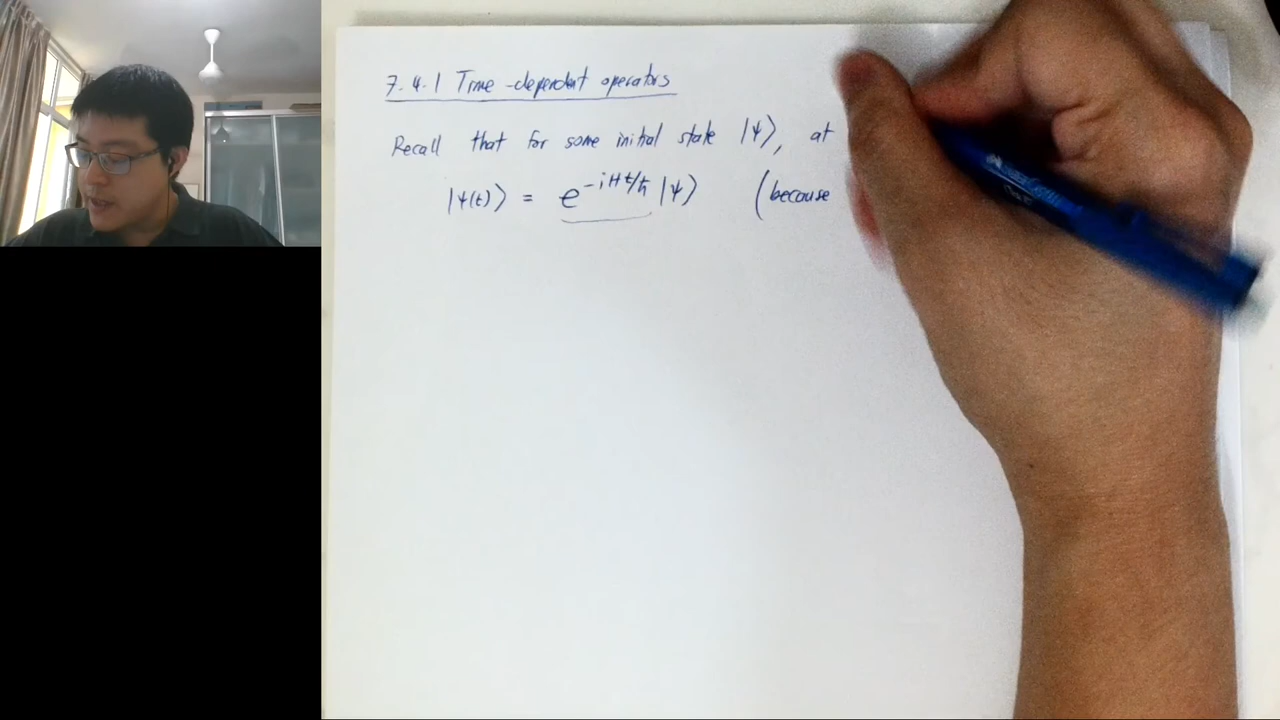 7.4.1 Time-dependent operators
Recall that for some initial state |ψ⟩, at
|ψ(t)⟩ = e^{-iHt/ħ} |ψ⟩ (because